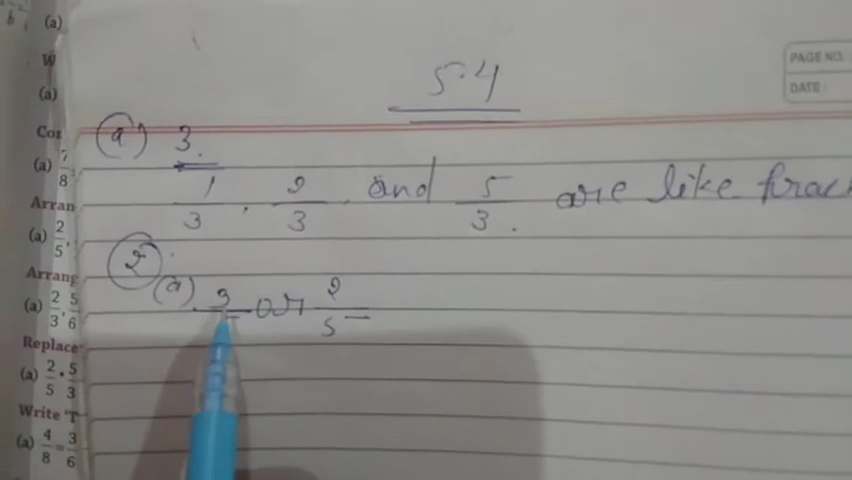 5.4
PAGE NO.
DATE :
(a) 3.
1/3, 2/3, and 5/3. are like frac
2
(a) 3/ or 2/5
b
(a)
W
(a)
Cor
(a) 7/8
Arran
(a) 2/5,
Arrang
(a) 2/3, 5/6
Replace
(a) 2/5 • 5/3
Write 'T
(a) 4/8 = 3/6